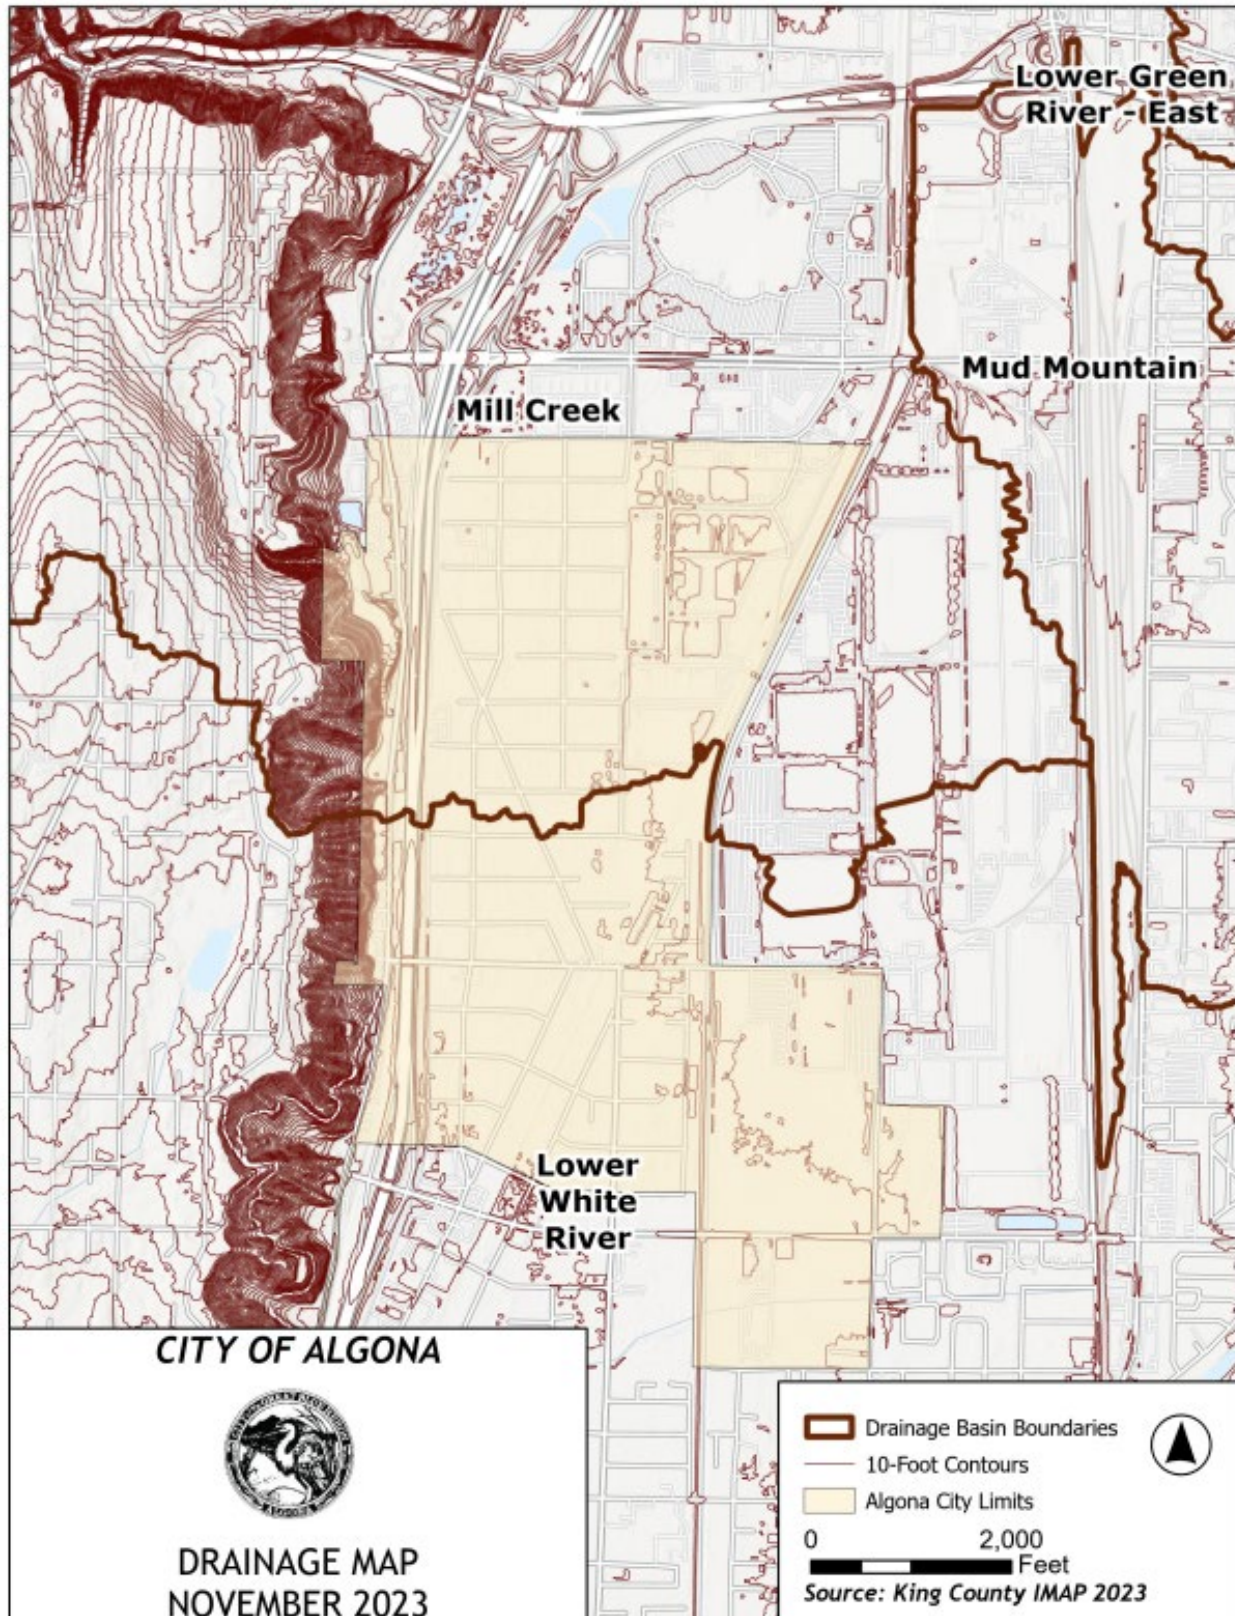 Lower Green
River - East
Mud Mountain
Mill Creek
Lower
White
River
CITY OF ALGONA
ALGONA
DRAINAGE MAP
NOVEMBER 2023
Drainage Basin Boundaries
10-Foot Contours
Algona City Limits
0 2,000
Feet
Source: King County IMAP 2023